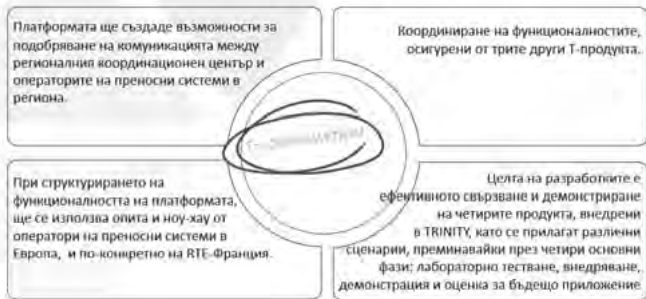 Платформата ще създаде възможности за
подобряване на комуникацията между
регионалния координационен център и
операторите на преносни системи в
региона.
Координиране на функционалностите,
осигурени от трите други Т-продукта.
При структурирането на
функционалността на платформата,
ще се използва опита и ноу-хау от
оператори на преносни системи в
Европа, и по-конкретно на RTE-Франция.
Целта на разработките е
ефективното свързване и демонстриране
на четирите продукта, внедрени
в TRINITY, като се прилагат различни
сценарии, преминавайки през четири основни
фази: лабораторно тестване, внедряване,
демонстрация и оценка за бъдещо приложение